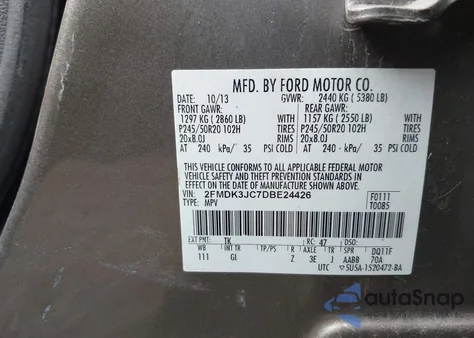 MFD. BY FORD MOTOR CO.
DATE: 10/13 GVWR: 2440 KG ( 5380 LB)
FRONT GAWR: REAR GAWR:
1297 KG ( 2860 LB) WITH 1157 KG ( 2550 LB) WITH
P245/50R20 102H TIRES P245/50R20 102H TIRES
20x8.0J RIMS 20x8.0J RIMS
AT 240 kPa/ 35 PSI COLD AT 240 kPa/ 35 PSI COLD
THIS VEHICLE CONFORMS TO ALL APPLICABLE FEDERAL MOTOR
VEHICLE SAFETY AND THEFT PREVENTION STANDARDS IN
EFFECT ON THE DATE OF MANUFACTURE SHOWN ABOVE.
VIN: 2FMDK3JC7DBE24426 F0111
TYPE: MPV T0085
EXT PNT: TK RC: 47 DSO:
WB INT TR TP/PS R AXLE TR SPR DQ11F
111 GL Z 3E J AABB 70A
UTC 5U5A-1520472-BA
autoSnap